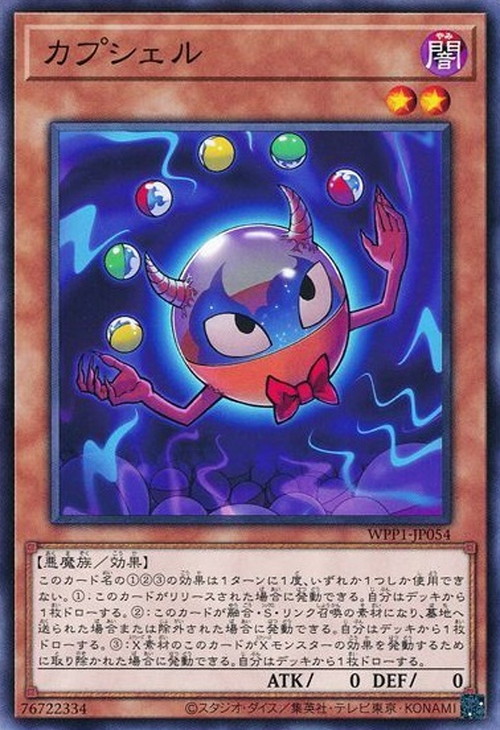 カプシェル
闇
やみ
WPP1-JP054
【悪魔族／効果】
このカード名の①②③の効果は１ターンに１度、いずれか１つしか使用でき
ない。①：このカードがリリースされた場合に発動できる。自分はデッキから
１枚ドローする。②：このカードが融合・Ｓ・リンク召喚の素材になり、墓地へ
送られた場合または除外された場合に発動できる。自分はデッキから１枚
ドローする。③：Ｘ素材のこのカードがＸモンスターの効果を発動するため
に取り除かれた場合に発動できる。自分はデッキから１枚ドローする。
ATK/ 0 DEF/ 0
76722334 ©スタジオ・ダイス／集英社・テレビ東京・KONAMI